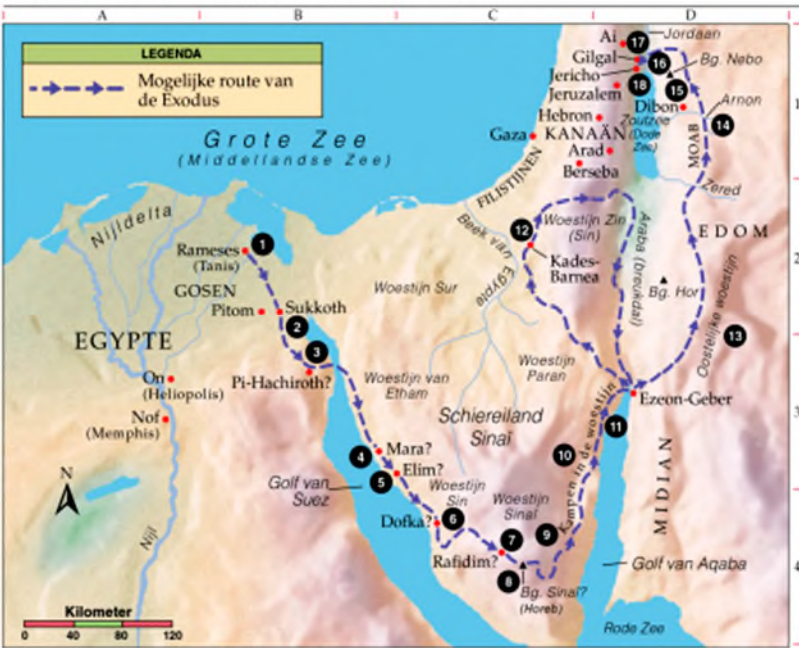 A B C D
LEGENDA
Mogelijke route van
de Exodus
Grote Zee
(Middellandse Zee)
Ai
17
Jordaan
Gilgal
16
Bg. Nebo
Jericho
18
15
Jeruzalem
Dibon
1
Arnon
Hebron
Zoutzee
14
Gaza
KANAÄN
(Dode
Zee)
MOAB
Arad
Berseba
FILISTIJNEN
Zered
Nijldelta
1
Rameses
(Tanis)
12
Woestijn Zin
(Sin)
Beek van Egypte
Araba (breukdal)
EDOM
2
Kades-
Barnea
GOSEN
Woestijn Sur
Bg. Hor
Oostelijke woestijn
Pitom
Sukkoth
2
EGYPTE
3
13
On
(Heliopolis)
Pi-Hachiroth?
Woestijn van
Etham
Woestijn
Paran
Ezeon-Geber
Nof
(Memphis)
Schiereiland
Sinaï
3
11
4
Mara?
10
Kampen in de woestijn
MIDIAN
N
Golf van
Suez
5
Elim?
Woestijn
Sin
Woestijn
Sinaï
Dofka?
6
7
9
Nijl
Rafidim?
Golf van Aqaba
4
8
Bg. Sinaï?
(Horeb)
Kilometer
0 40 80 120
Rode Zee